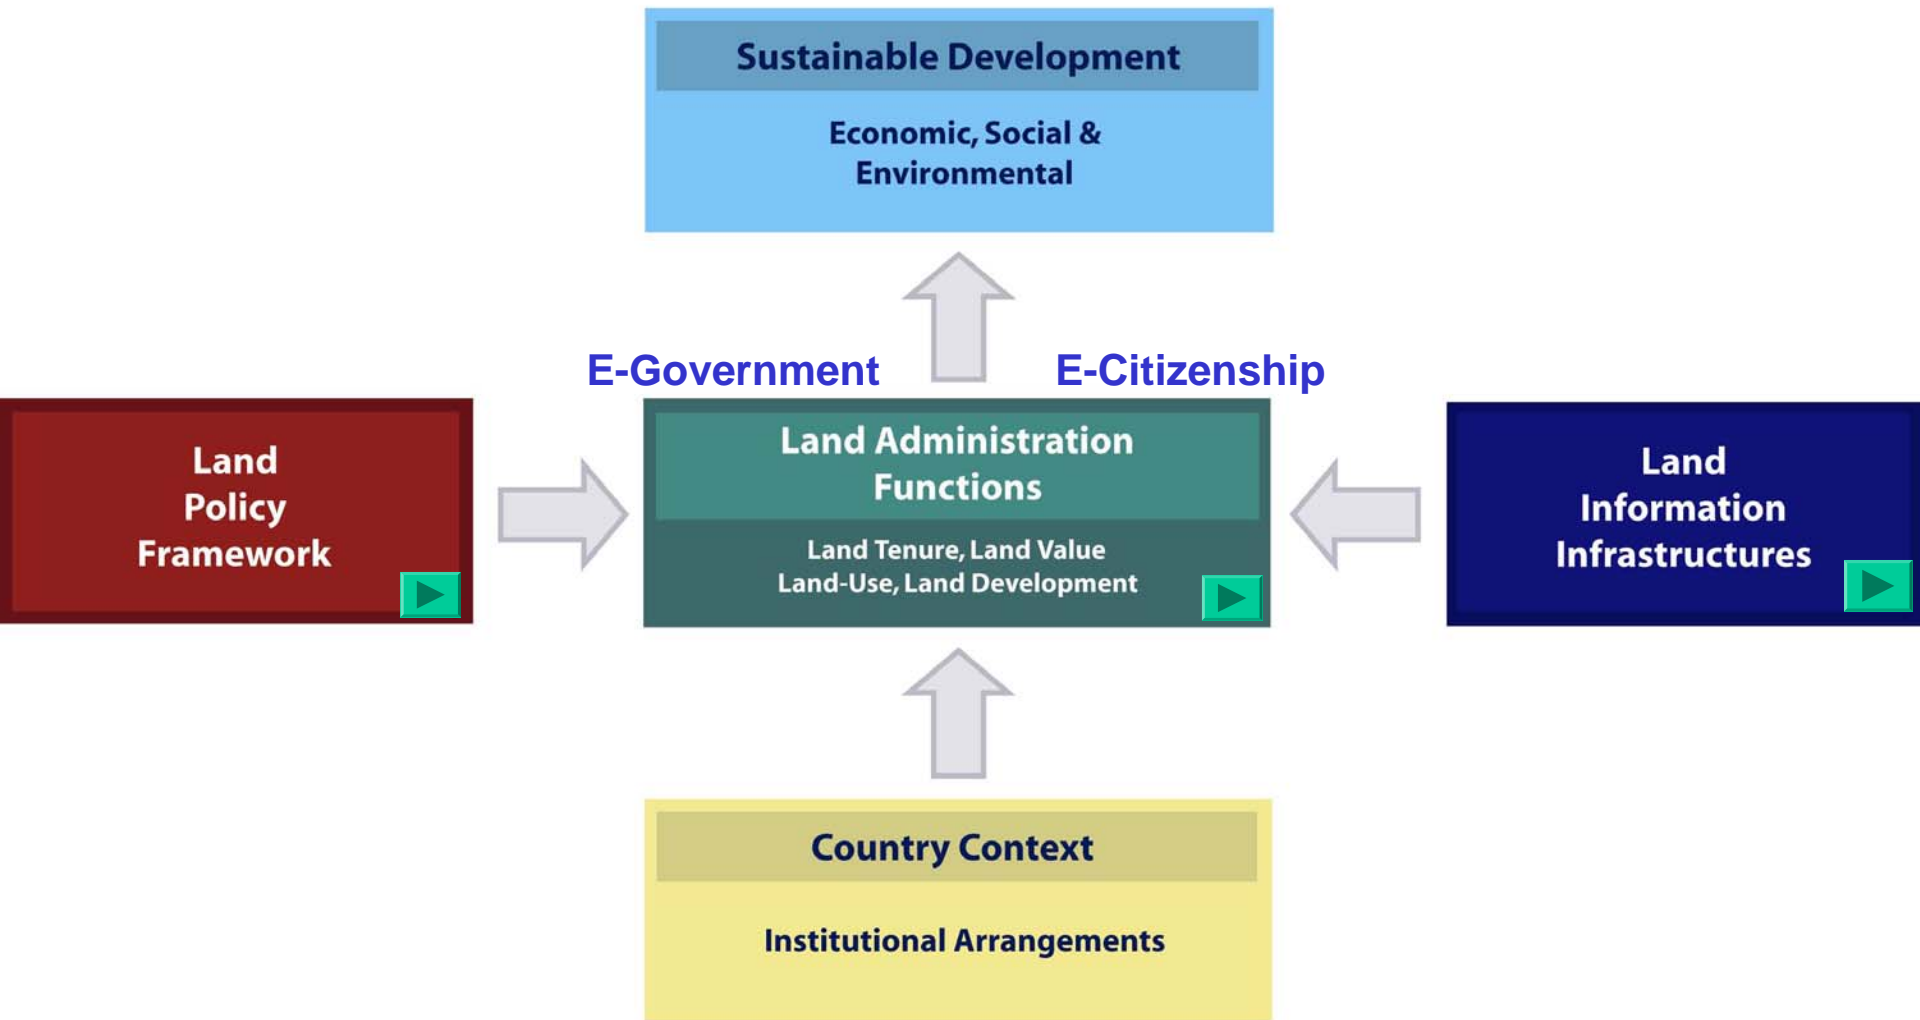 Sustainable Development
Economic, Social &
Environmental
E-Government
E-Citizenship
Land
Policy
Framework
Land Administration
Functions
Land Tenure, Land Value
Land-Use, Land Development
Land
Information
Infrastructures
Country Context
Institutional Arrangements